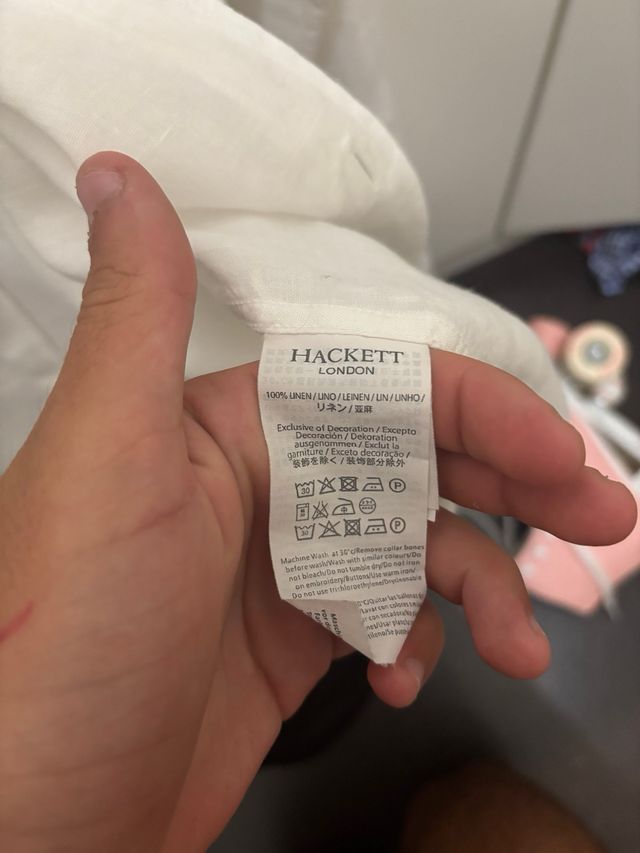 HACKETT
LONDON
100% LINEN / LINO / LEINEN / LIN / LINHO /
リネン / 亚麻
Exclusive of Decoration / Excepto
Decoración / Dekoration
ausgenommen / Exclut la
garniture / Exceto decoração /
装飾を除く / 装饰部分除外
30 P
30 P
Machine Wash at 30°c/Remove collar bones
before wash/Wash with similar colours/Do
not bleach/Do not tumble dry/Do not iron
on embroidery/Buttons/Use warm iron/
Do not use trichloroethylene/Drycleanable